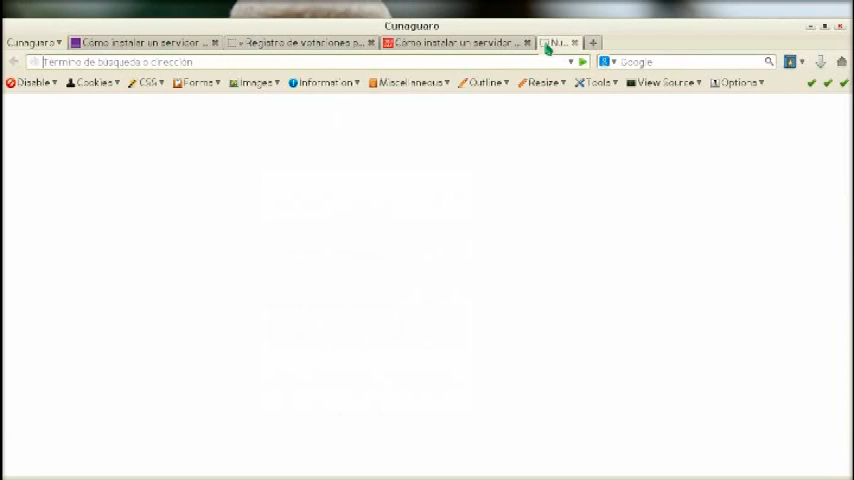 Cunaguaro
Cunaguaro Cómo instalar un servidor ... » Registro de votaciones p... Cómo instalar un servidor ... Nu...
Término de búsqueda o dirección Google
Disable Cookies CSS Forms Images Information Miscellaneous Outline Resize Tools View Source Options